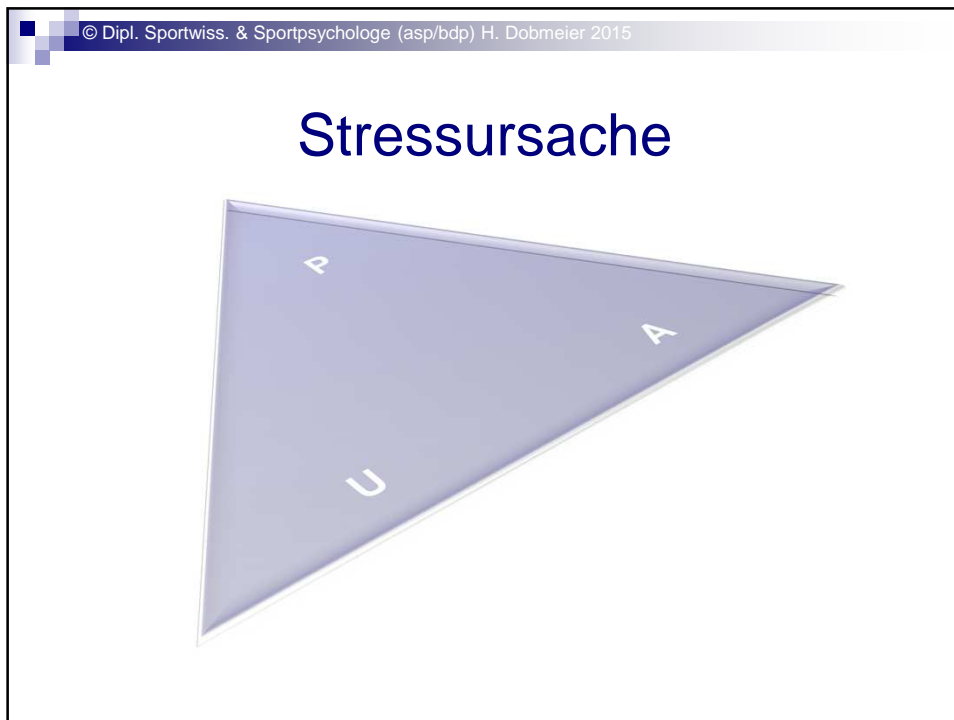 © Dipl. Sportwiss. & Sportpsychologe (asp/bdp) H. Dobmeier 2015
Stressursache
P
A
U